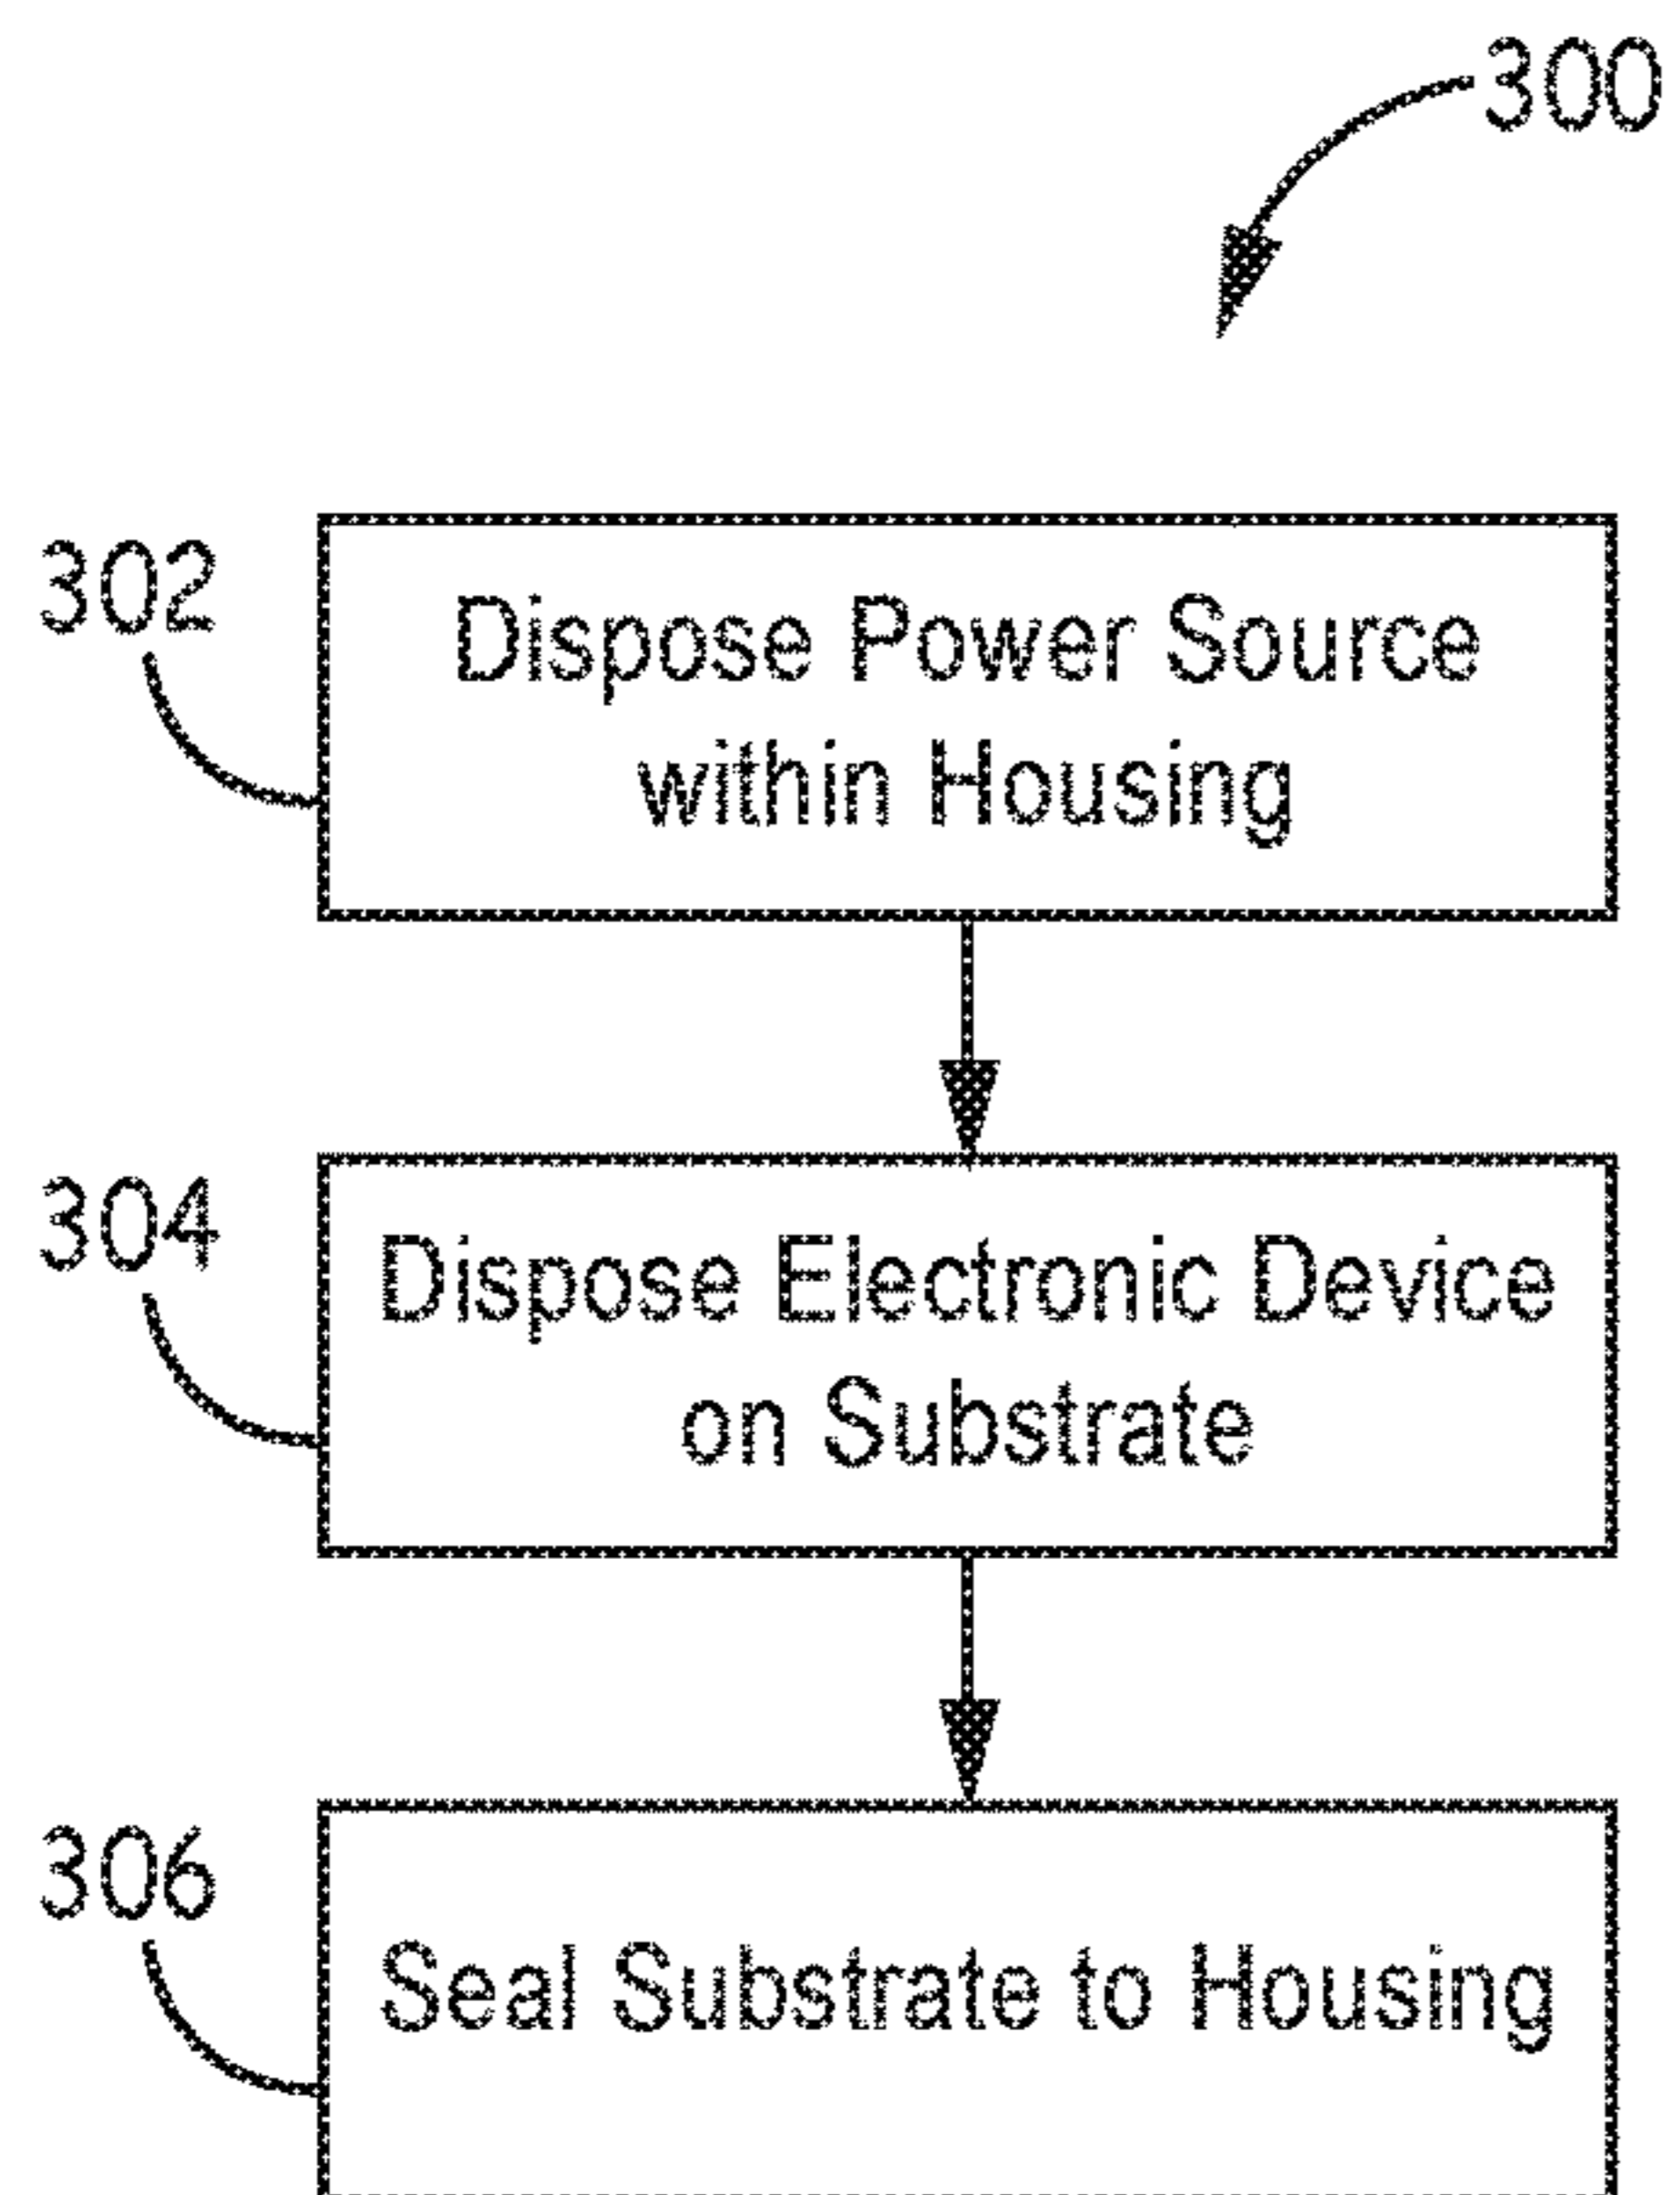 300
302
Dispose Power Source
within Housing
304
Dispose Electronic Device
on Substrate
306
Seal Substrate to Housing